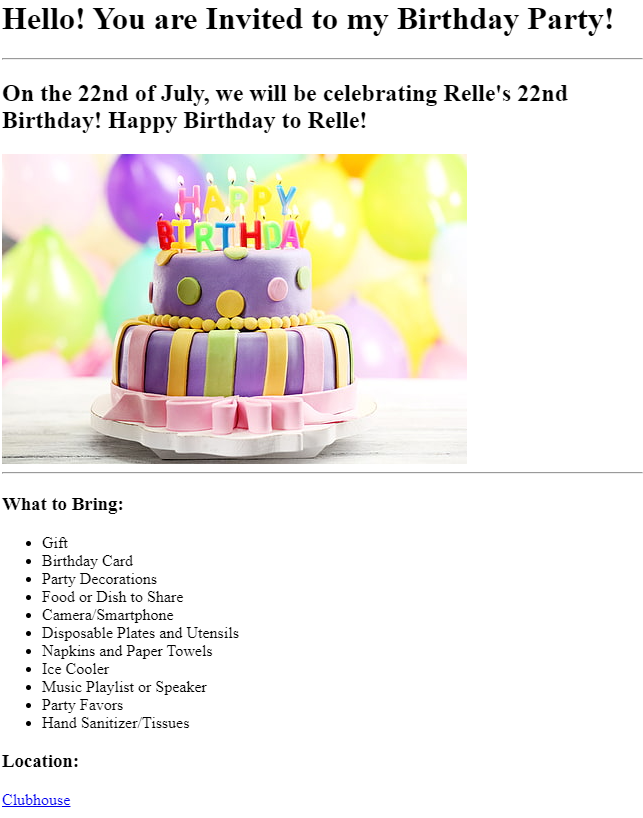 Hello! You are Invited to my Birthday Party!
On the 22nd of July, we will be celebrating Relle's 22nd
Birthday! Happy Birthday to Relle!
HAPPY
BIRTHDAY
What to Bring:
Gift
Birthday Card
Party Decorations
Food or Dish to Share
Camera/Smartphone
Disposable Plates and Utensils
Napkins and Paper Towels
Ice Cooler
Music Playlist or Speaker
Party Favors
Hand Sanitizer/Tissues
Location:
Clubhouse